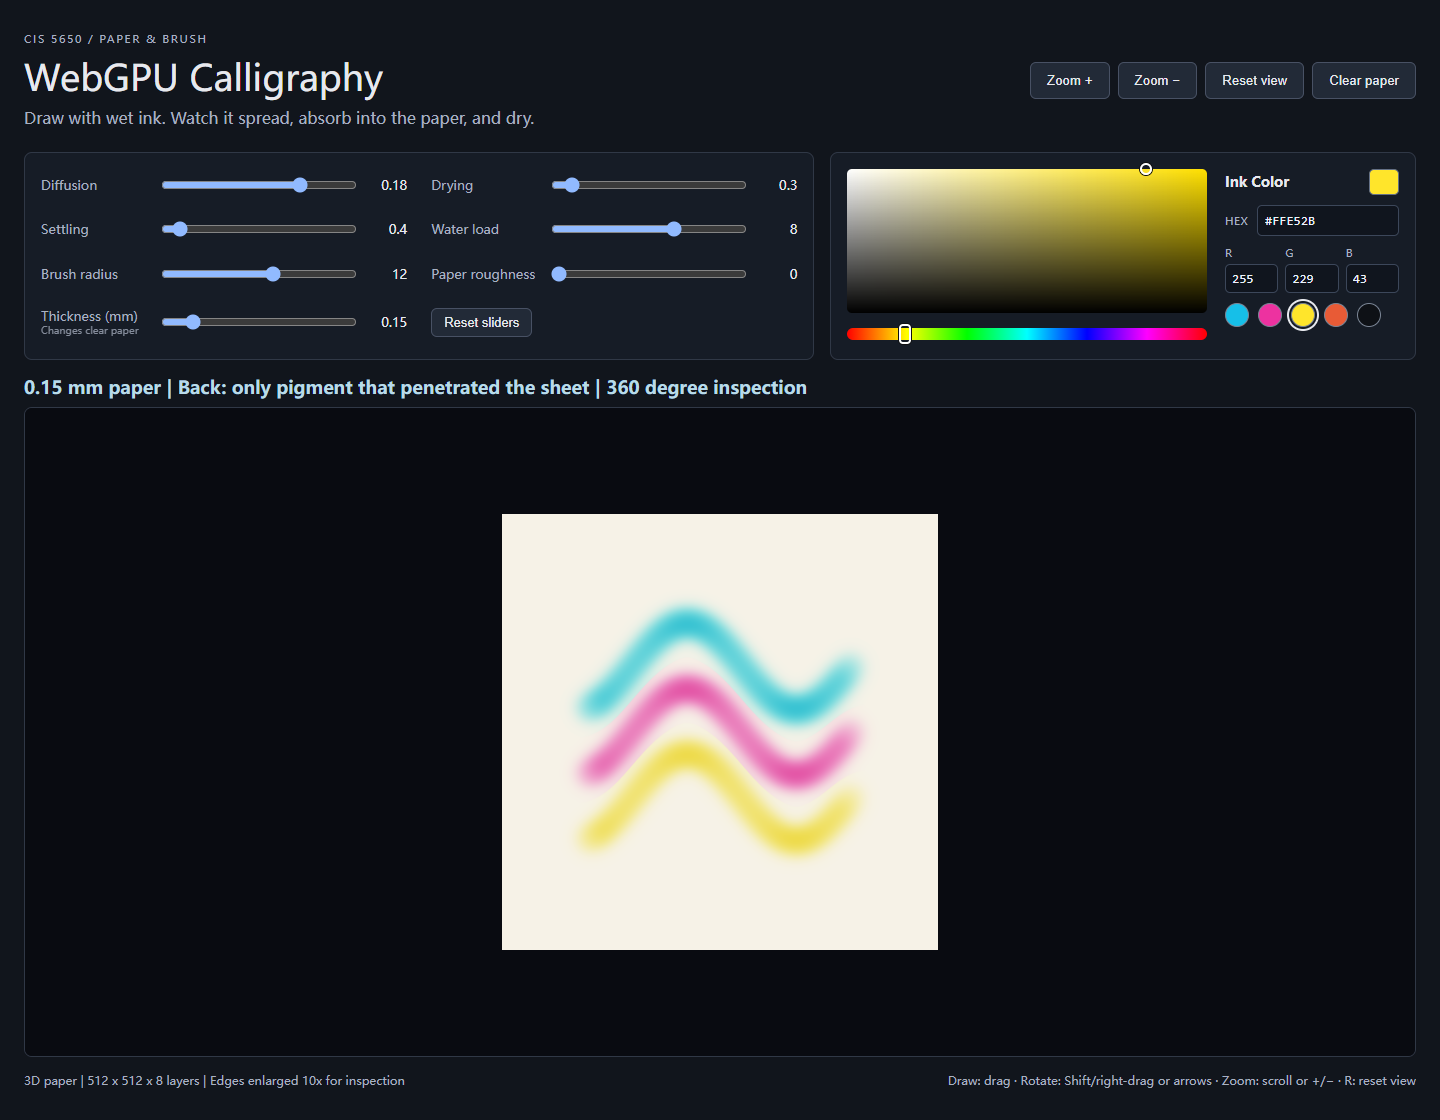 CIS 5650 / PAPER & BRUSH
WebGPU Calligraphy
Draw with wet ink. Watch it spread, absorb into the paper, and dry.
Zoom +
Zoom −
Reset view
Clear paper
Diffusion 0.18
Drying 0.3
Settling 0.4
Water load 8
Brush radius 12
Paper roughness 0
Thickness (mm) 0.15
Changes clear paper
Reset sliders
Ink Color
HEX #FFE52B
R G B
255 229 43
0.15 mm paper | Back: only pigment that penetrated the sheet | 360 degree inspection
3D paper | 512 x 512 x 8 layers | Edges enlarged 10x for inspection
Draw: drag · Rotate: Shift/right-drag or arrows · Zoom: scroll or +/− · R: reset view